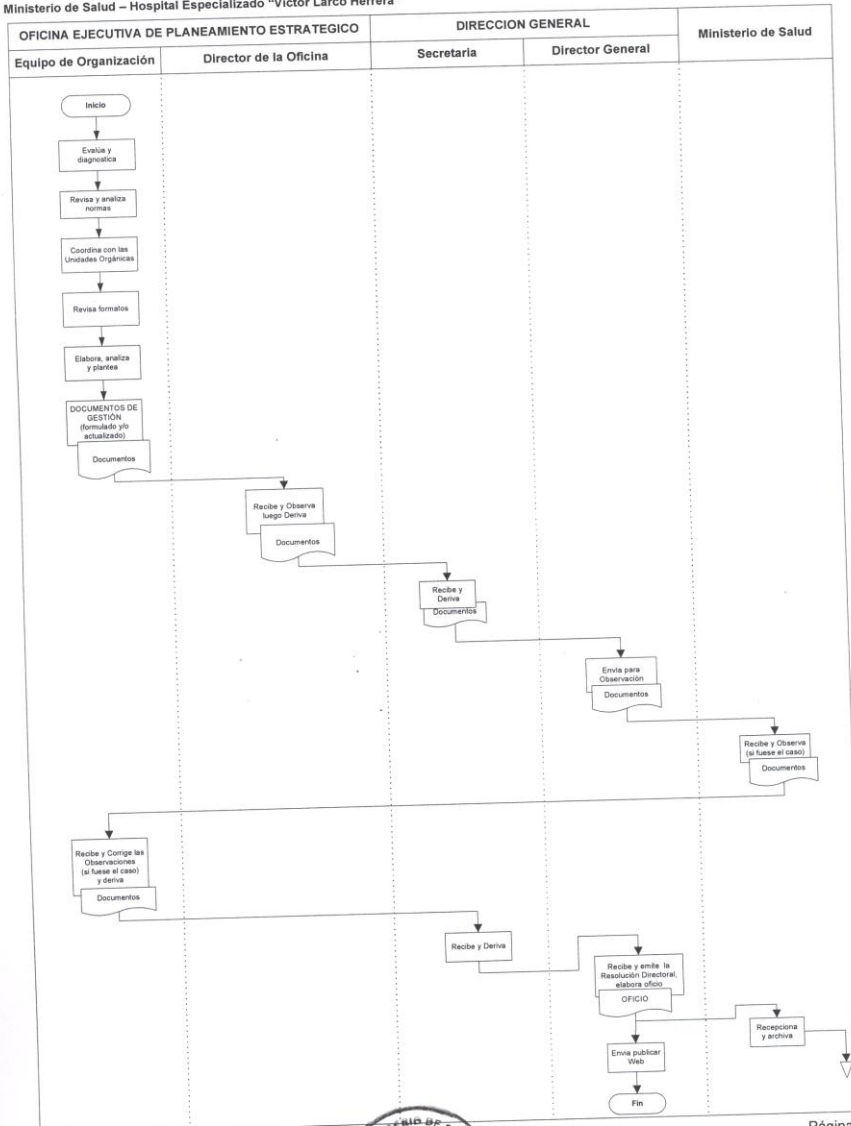 Ministerio de Salud – Hospital Especializado "Víctor Larco Herrera"
OFICINA EJECUTIVA DE PLANEAMIENTO ESTRATEGICO
DIRECCION GENERAL
Ministerio de Salud
Equipo de Organización
Director de la Oficina
Secretaria
Director General
Inicio
Evalúa y
diagnostica
Revisa y analiza
normas
Coordina con las
Unidades Orgánicas
Revisa formatos
Elabora, analiza
y plantea
DOCUMENTOS DE
GESTIÓN
(formulado y/o
actualizado)
Documentos
Recibe y Observa
luego Deriva
Documentos
Recibe y
Deriva
Documentos
Envía para
Observación
Documentos
Recibe y Observa
(si fuese el caso)
Documentos
Recibe y Corrige las
Observaciones
(si fuese el caso)
y deriva
Documentos
Recibe y Deriva
Recibe y emite la
Resolución Directoral,
elabora oficio
OFICIO
Recepciona
y archiva
Envia publicar
Web
Fin
Página